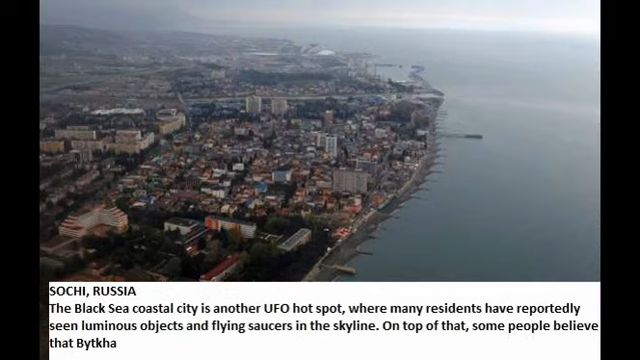 SOCHI, RUSSIA
The Black Sea coastal city is another UFO hot spot, where many residents have reportedly
seen luminous objects and flying saucers in the skyline. On top of that, some people believe
that Bytkha